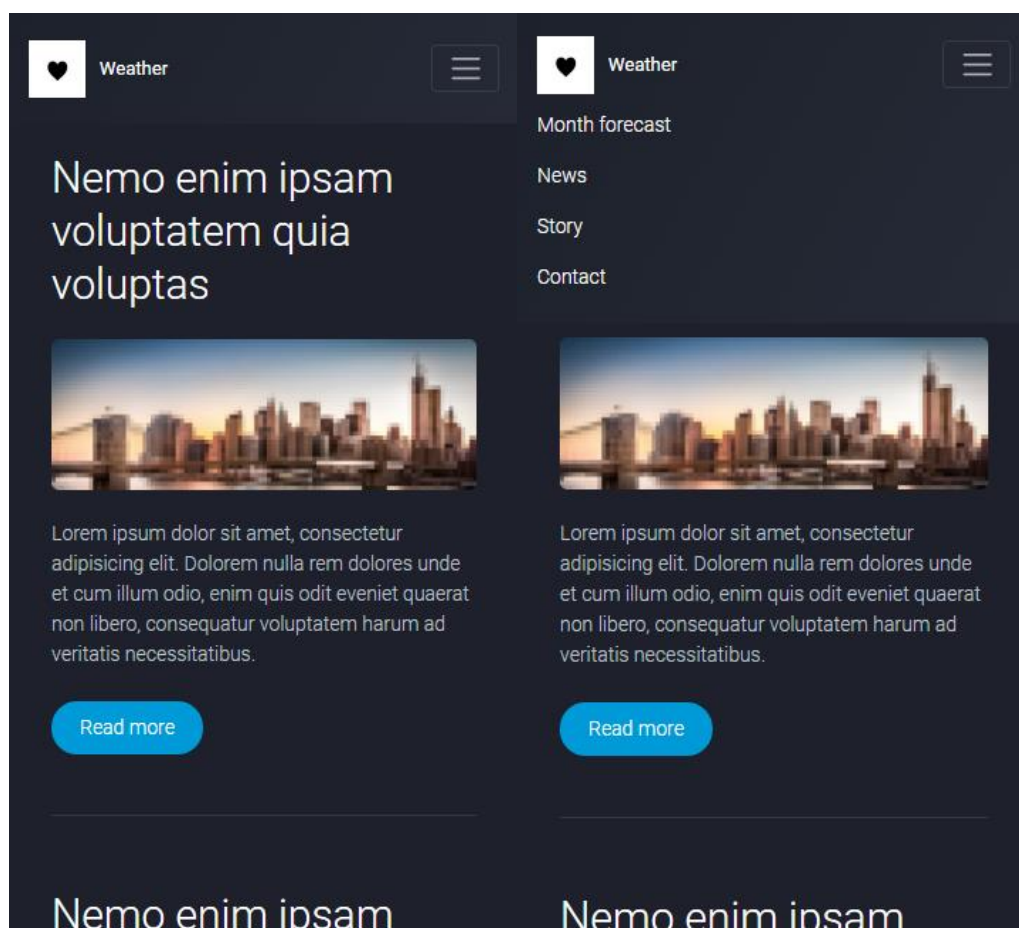 Weather
Nemo enim ipsam
voluptatem quia
voluptas
Lorem ipsum dolor sit amet, consectetur
adipisicing elit. Dolorem nulla rem dolores unde
et cum illum odio, enim quis odit eveniet quaerat
non libero, consequatur voluptatem harum ad
veritatis necessitatibus.
Read more
Nemo enim ipsam
Weather
Month forecast
News
Story
Contact
Lorem ipsum dolor sit amet, consectetur
adipisicing elit. Dolorem nulla rem dolores unde
et cum illum odio, enim quis odit eveniet quaerat
non libero, consequatur voluptatem harum ad
veritatis necessitatibus.
Read more
Nemo enim ipsam